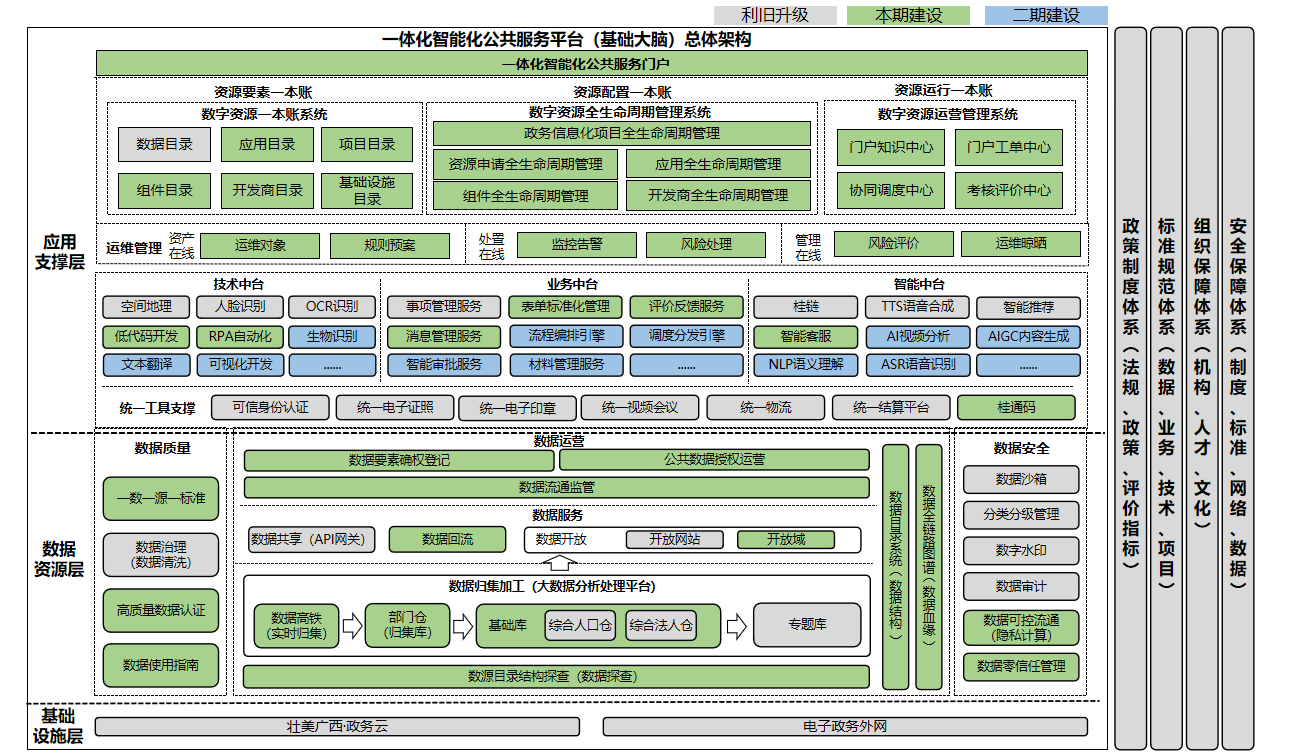 利旧升级
本期建设
二期建设
一体化智能化公共服务平台（基础大脑）总体架构
一体化智能化公共服务门户
应用
支撑层
资源要素一本账
数字资源一本账系统
数据目录
应用目录
项目目录
组件目录
开发商目录
基础设施
目录
资源配置一本账
数字资源全生命周期管理系统
政务信息化项目全生命周期管理
资源申请全生命周期管理
应用全生命周期管理
组件全生命周期管理
开发商全生命周期管理
资源运行一本账
数字资源运营管理系统
门户知识中心
门户工单中心
协同调度中心
考核评价中心
运维管理
资产
在线
运维对象
规则预案
处置
在线
监控告警
风险处理
管理
在线
风险评价
运维晾晒
技术中台
空间地理
人脸识别
OCR识别
低代码开发
RPA自动化
生物识别
文本翻译
可视化开发
......
业务中台
事项管理服务
表单标准化管理
评价反馈服务
消息管理服务
流程编排引擎
调度分发引擎
智能审批服务
材料管理服务
......
智能中台
桂链
TTS语音合成
智能推荐
智能客服
AI视频分析
AIGC内容生成
NLP语义理解
ASR语音识别
......
统一工具支撑
可信身份认证
统一电子证照
统一电子印章
统一视频会议
统一物流
统一结算平台
桂通码
数据
资源层
数据质量
一数一源一标准
数据治理
（数据清洗）
高质量数据认证
数据使用指南
数据运营
数据要素确权登记
公共数据授权运营
数据流通监管
数据服务
数据共享（API网关）
数据回流
数据开放
开放网站
开放域
数据归集加工（大数据分析处理平台）
数据高铁
（实时归集）
部门仓
（归集库）
基础库
综合人口仓
综合法人仓
专题库
数源目录结构探查（数据探查）
数据目录系统（数据结构）
数据全链路图谱（数据血缘）
数据安全
数据沙箱
分类分级管理
数字水印
数据审计
数据可控流通
（隐私计算）
数据零信任管理
基础
设施层
壮美广西·政务云
电子政务外网
政策制度体系（法规、政策、评价指标）
标准规范体系（数据、业务、技术、项目）
组织保障体系（机构、人才、文化）
安全保障体系（制度、标准、网络、数据）